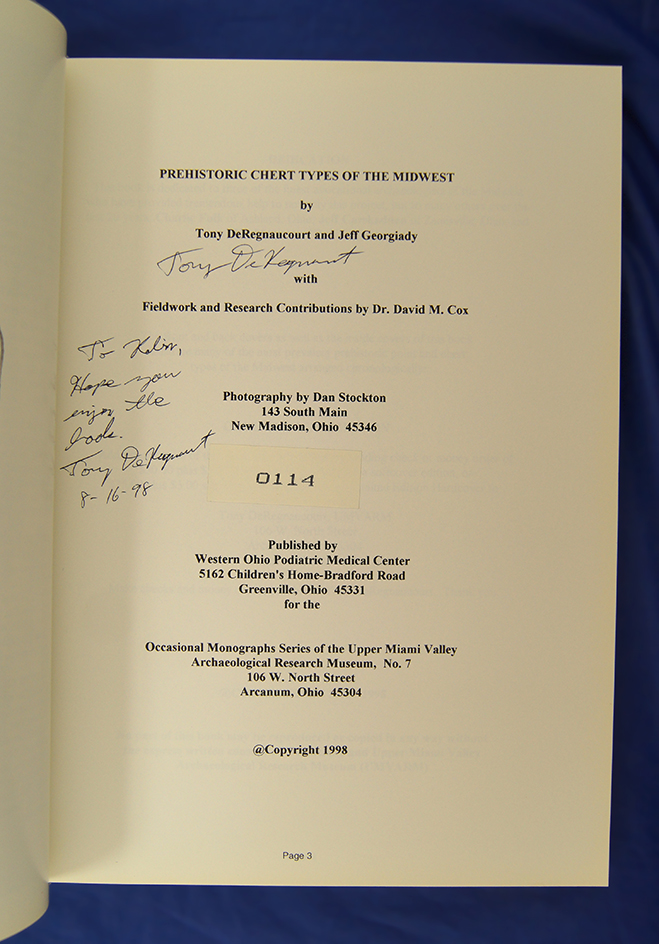 PREHISTORIC CHERT TYPES OF THE MIDWEST
by
Tony DeRegnaucourt and Jeff Georgiady
Tony DeRegnaucourt
with
Fieldwork and Research Contributions by Dr. David M. Cox
To
Hope you
enjoy the
book.
Tony DeRegnaucourt
8-16-98
Photography by Dan Stockton
143 South Main
New Madison, Ohio 45346
0114
Published by
Western Ohio Podiatric Medical Center
5162 Children's Home-Bradford Road
Greenville, Ohio 45331
for the
Occasional Monographs Series of the Upper Miami Valley
Archaeological Research Museum, No. 7
106 W. North Street
Arcanum, Ohio 45304
@Copyright 1998
Page 3